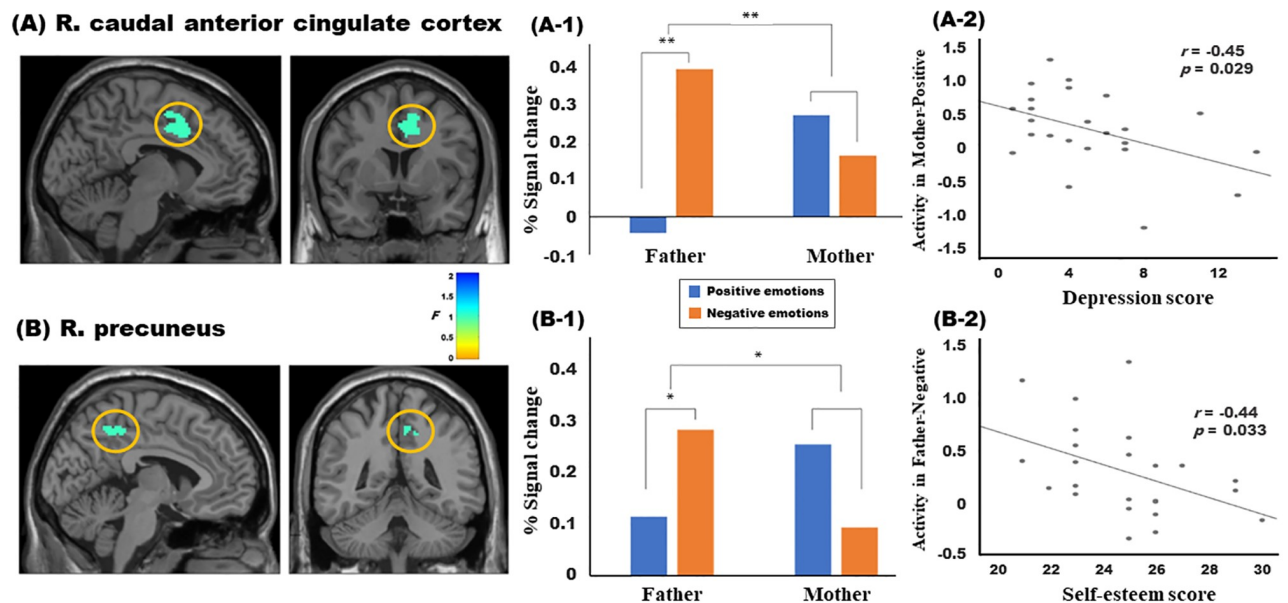 (A) R. caudal anterior cingulate cortex
(A-1)
**
**
% Signal change
0.4
0.3
0.2
0.1
0
-0.1
Father
Mother
(A-2)
r = -0.45
p = 0.029
Activity in Mother-Positive
1.5
1.0
0.5
0
-0.5
-1.0
-1.5
0
4
8
12
Depression score
F
2
1.5
1
0.5
0
Positive emotions
Negative emotions
(B) R. precuneus
(B-1)
*
*
% Signal change
0.4
0.3
0.2
0.1
0
Father
Mother
(B-2)
r = -0.44
p = 0.033
Activity in Father-Negative
1.5
1.0
0.5
0
-0.5
20
22
24
26
28
30
Self-esteem score